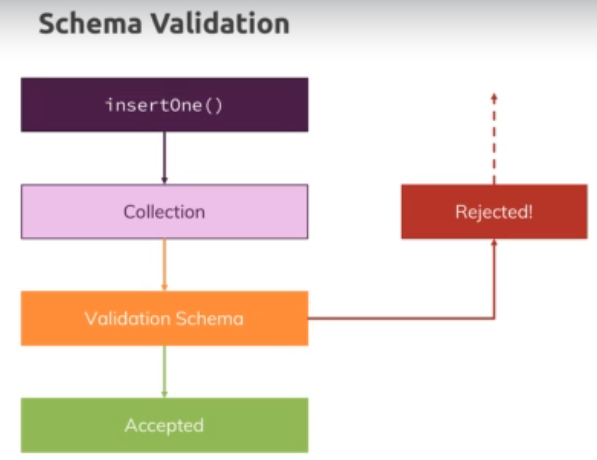 Schema Validation
insertOne()
Collection
Rejected!
Validation Schema
Accepted